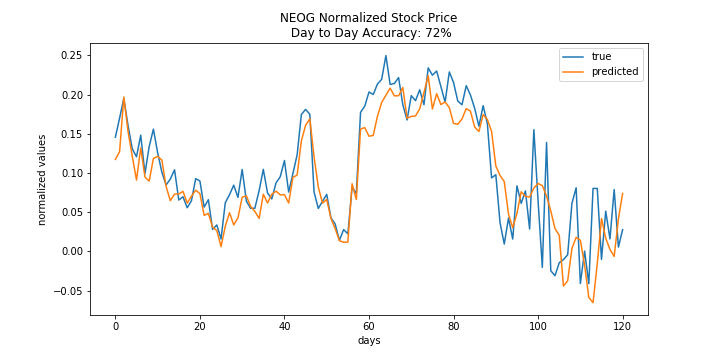 NEOG Normalized Stock Price
Day to Day Accuracy: 72%
true
predicted
normalized values
0.25
0.20
0.15
0.10
0.05
0.00
−0.05
0
20
40
60
80
100
120
days